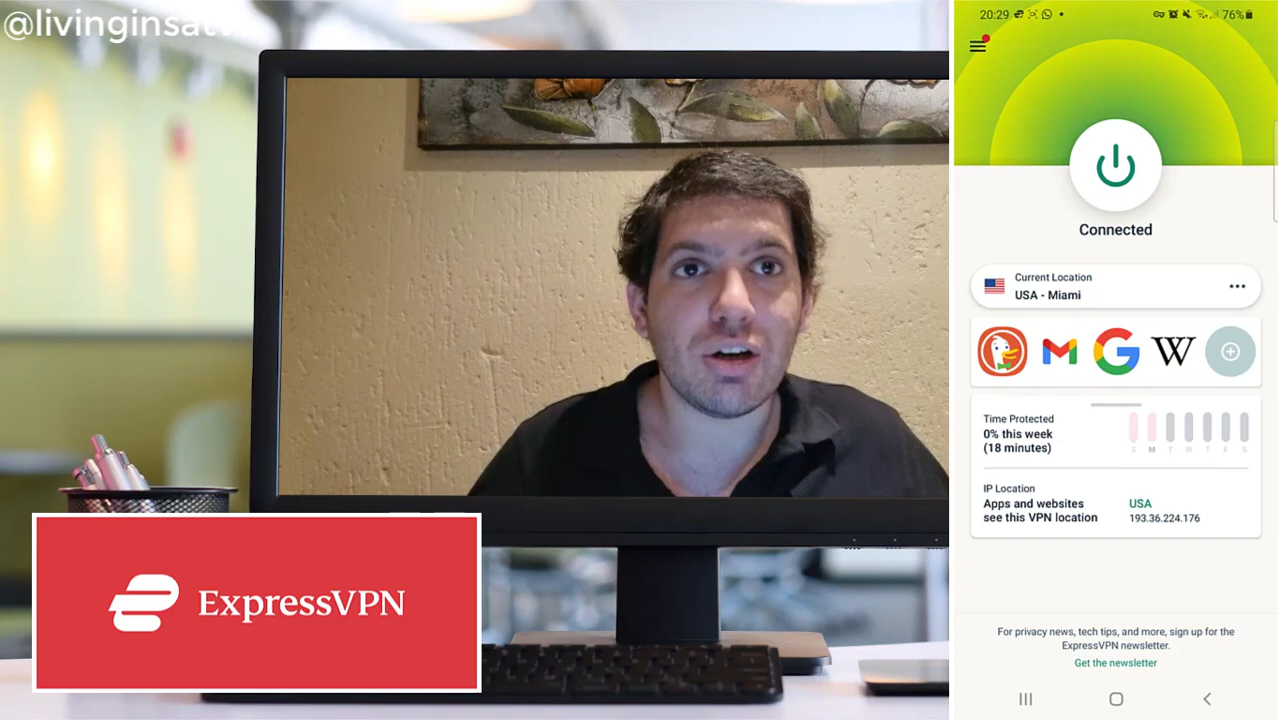 20:29
76%
Connected
Current Location
USA - Miami
Time Protected
0% this week
(18 minutes)
S M T W T F S
IP Location
Apps and websites
see this VPN location
USA
193.36.224.176
For privacy news, tech tips, and more, sign up for the
ExpressVPN newsletter.
Get the newsletter
ExpressVPN